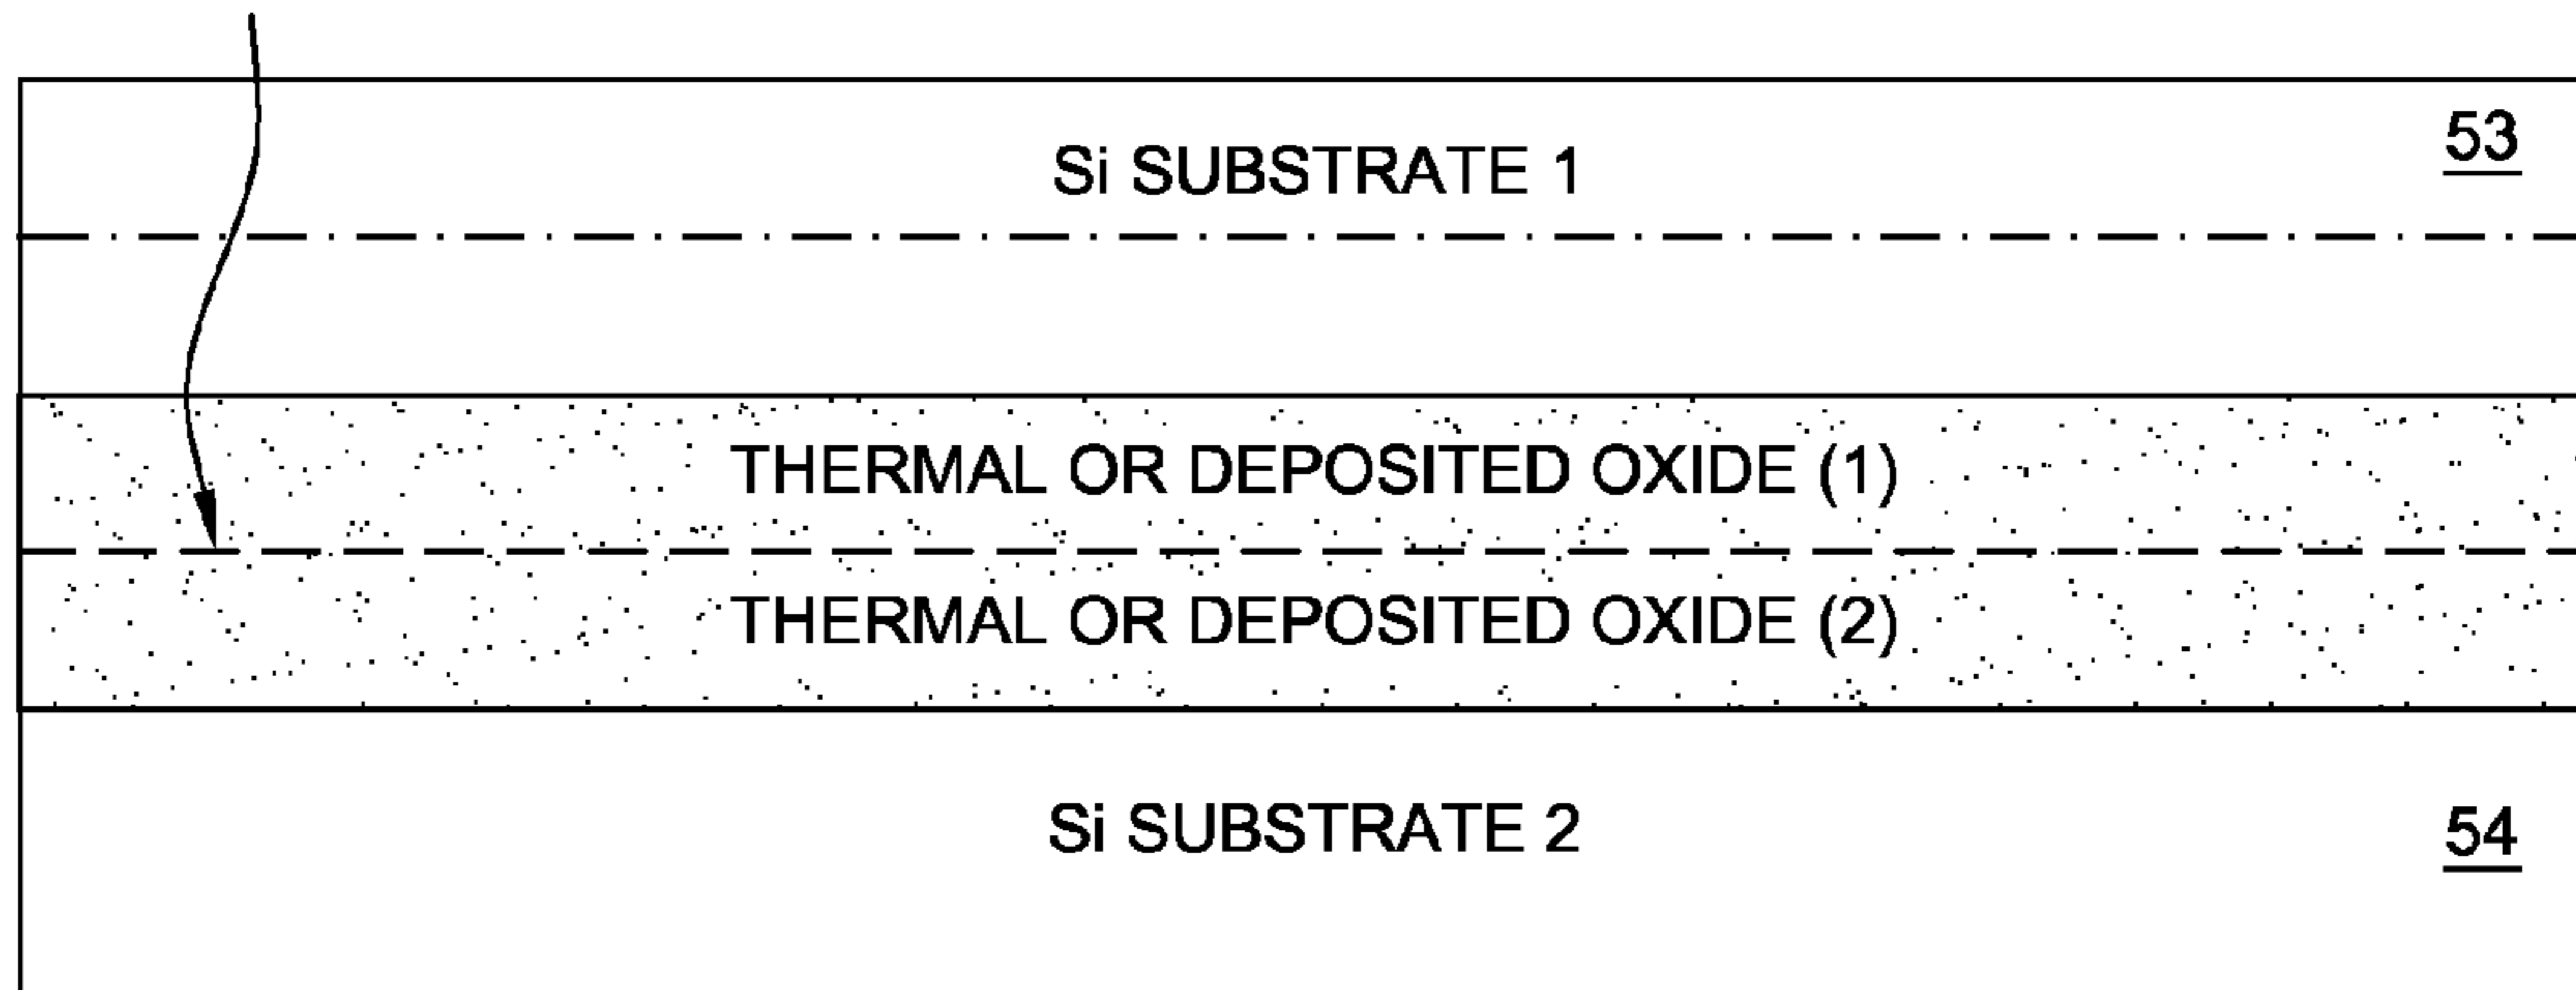 53
Si SUBSTRATE 1
THERMAL OR DEPOSITED OXIDE (1)
THERMAL OR DEPOSITED OXIDE (2)
Si SUBSTRATE 2
54